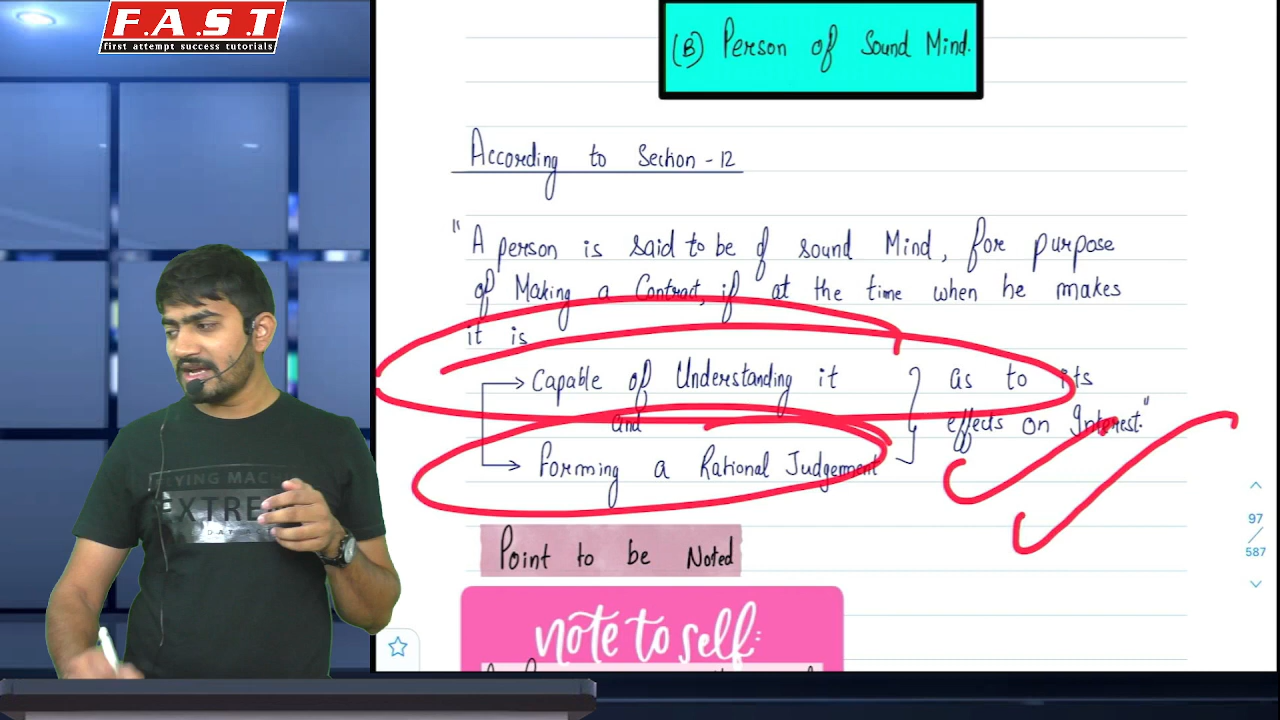 F.A.S.T
first attempt success tutorials
(B) Person of Sound Mind.
According to Section - 12
"A person is said to be of sound Mind, for purpose
of Making a Contract, if at the time when he makes
it is
Capable of Understanding it as to its
and effects on Interest."
Forming a Rational Judgement
Point to be Noted
note to self:
97
587
FLYING MACH
EXTRE